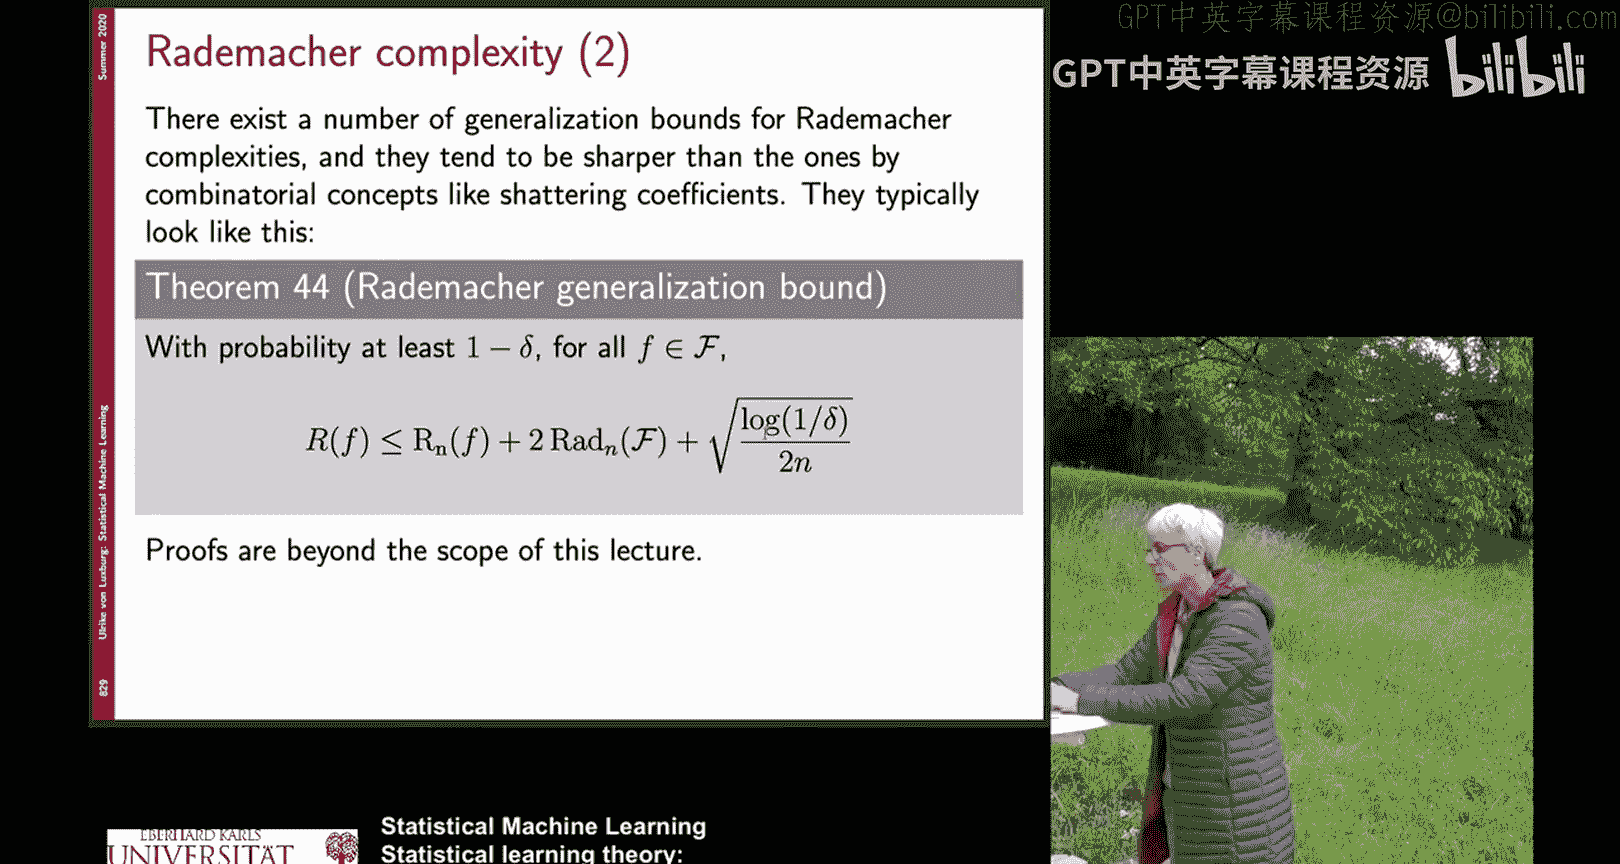 GPT中英字幕课程资源@bilibili.com
GPT中英字幕课程资源 bilibili
Summer 2020
Rademacher complexity (2)
There exist a number of generalization bounds for Rademacher
complexities, and they tend to be sharper than the ones by
combinatorial concepts like shattering coefficients. They typically
look like this:
Theorem 44 (Rademacher generalization bound)
With probability at least 1 − δ, for all f ∈ ℱ,
R(f) ≤ Rₙ(f) + 2 Radₙ(ℱ) + √(log(1/δ) / 2n)
Proofs are beyond the scope of this lecture.
Ulrike von Luxburg: Statistical Machine Learning
829
EBERHARD KARLS
UNIVERSITÄT
Statistical Machine Learning
Statistical learning theory: